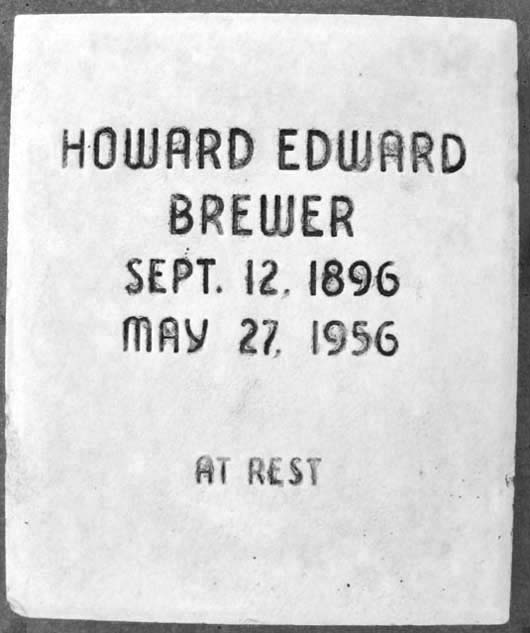 HOWARD EDWARD
BREWER
SEPT. 12, 1896
MAY 27, 1956
AT REST